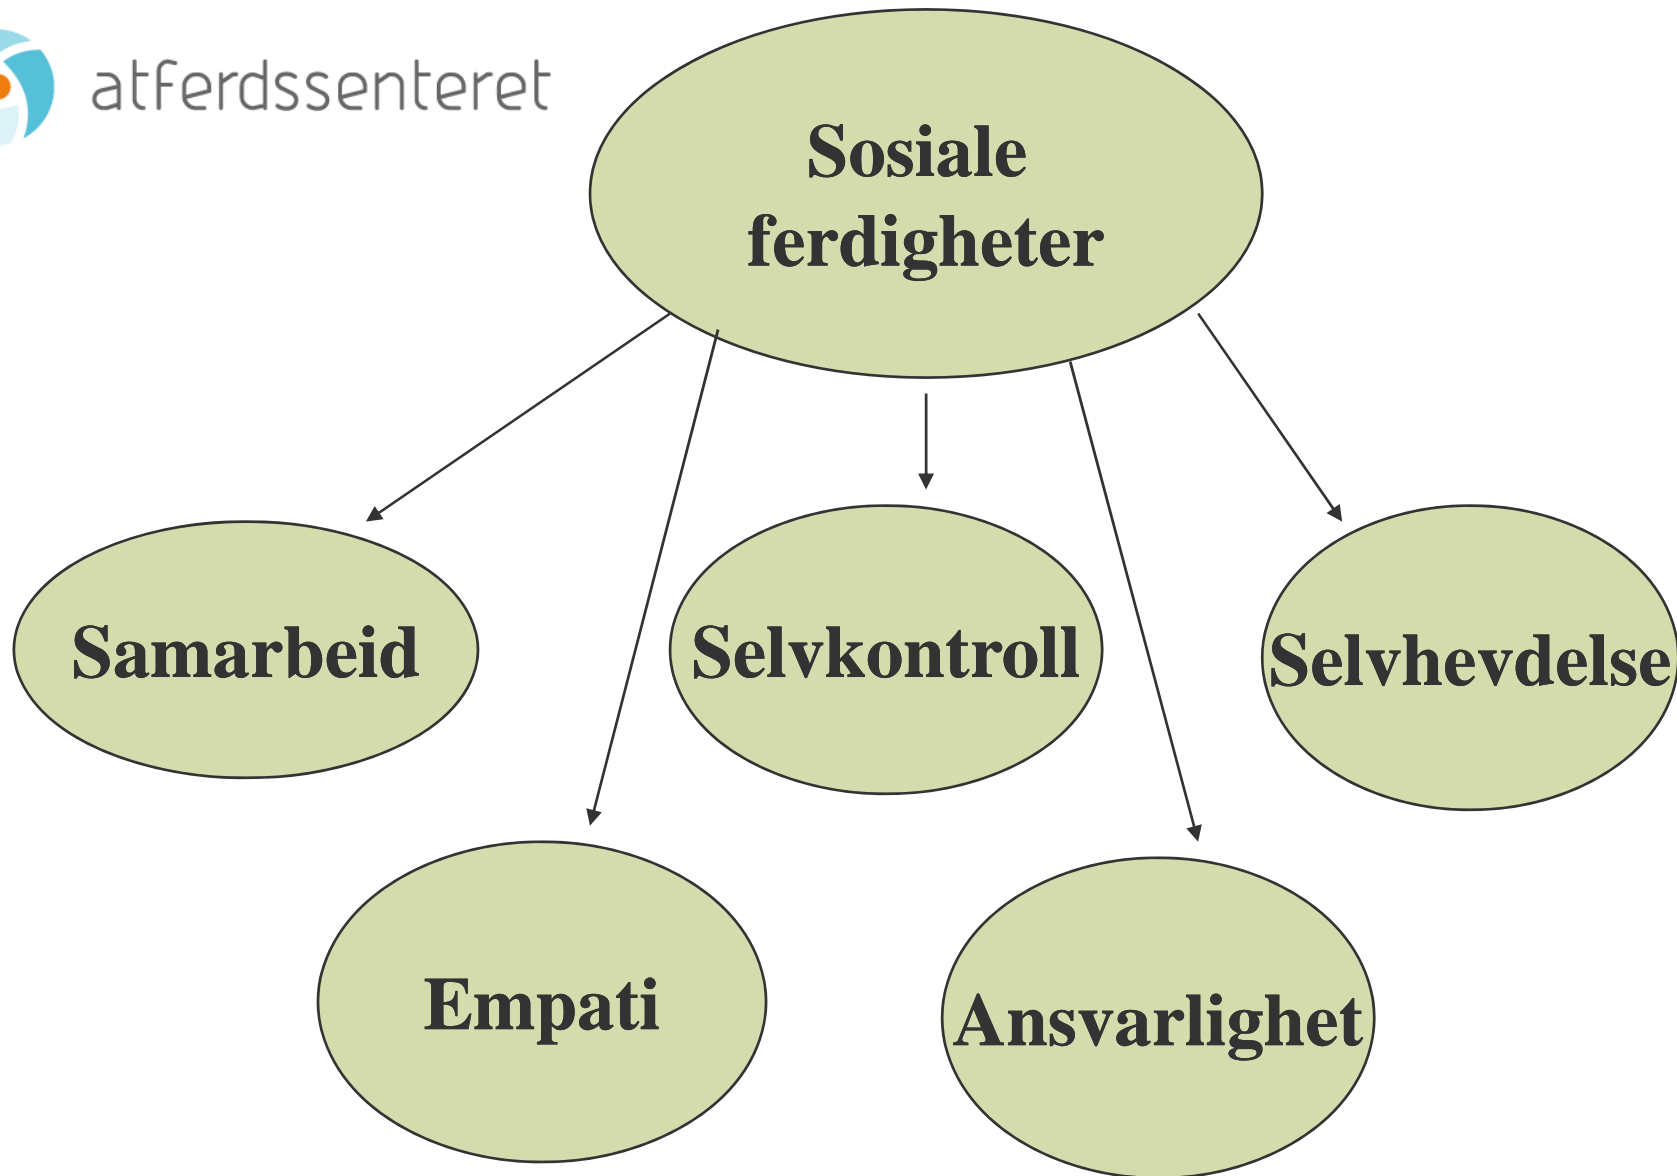 atferdssenteret
Sosiale
ferdigheter
Samarbeid
Selvkontroll
Selvhevdelse
Empati
Ansvarlighet